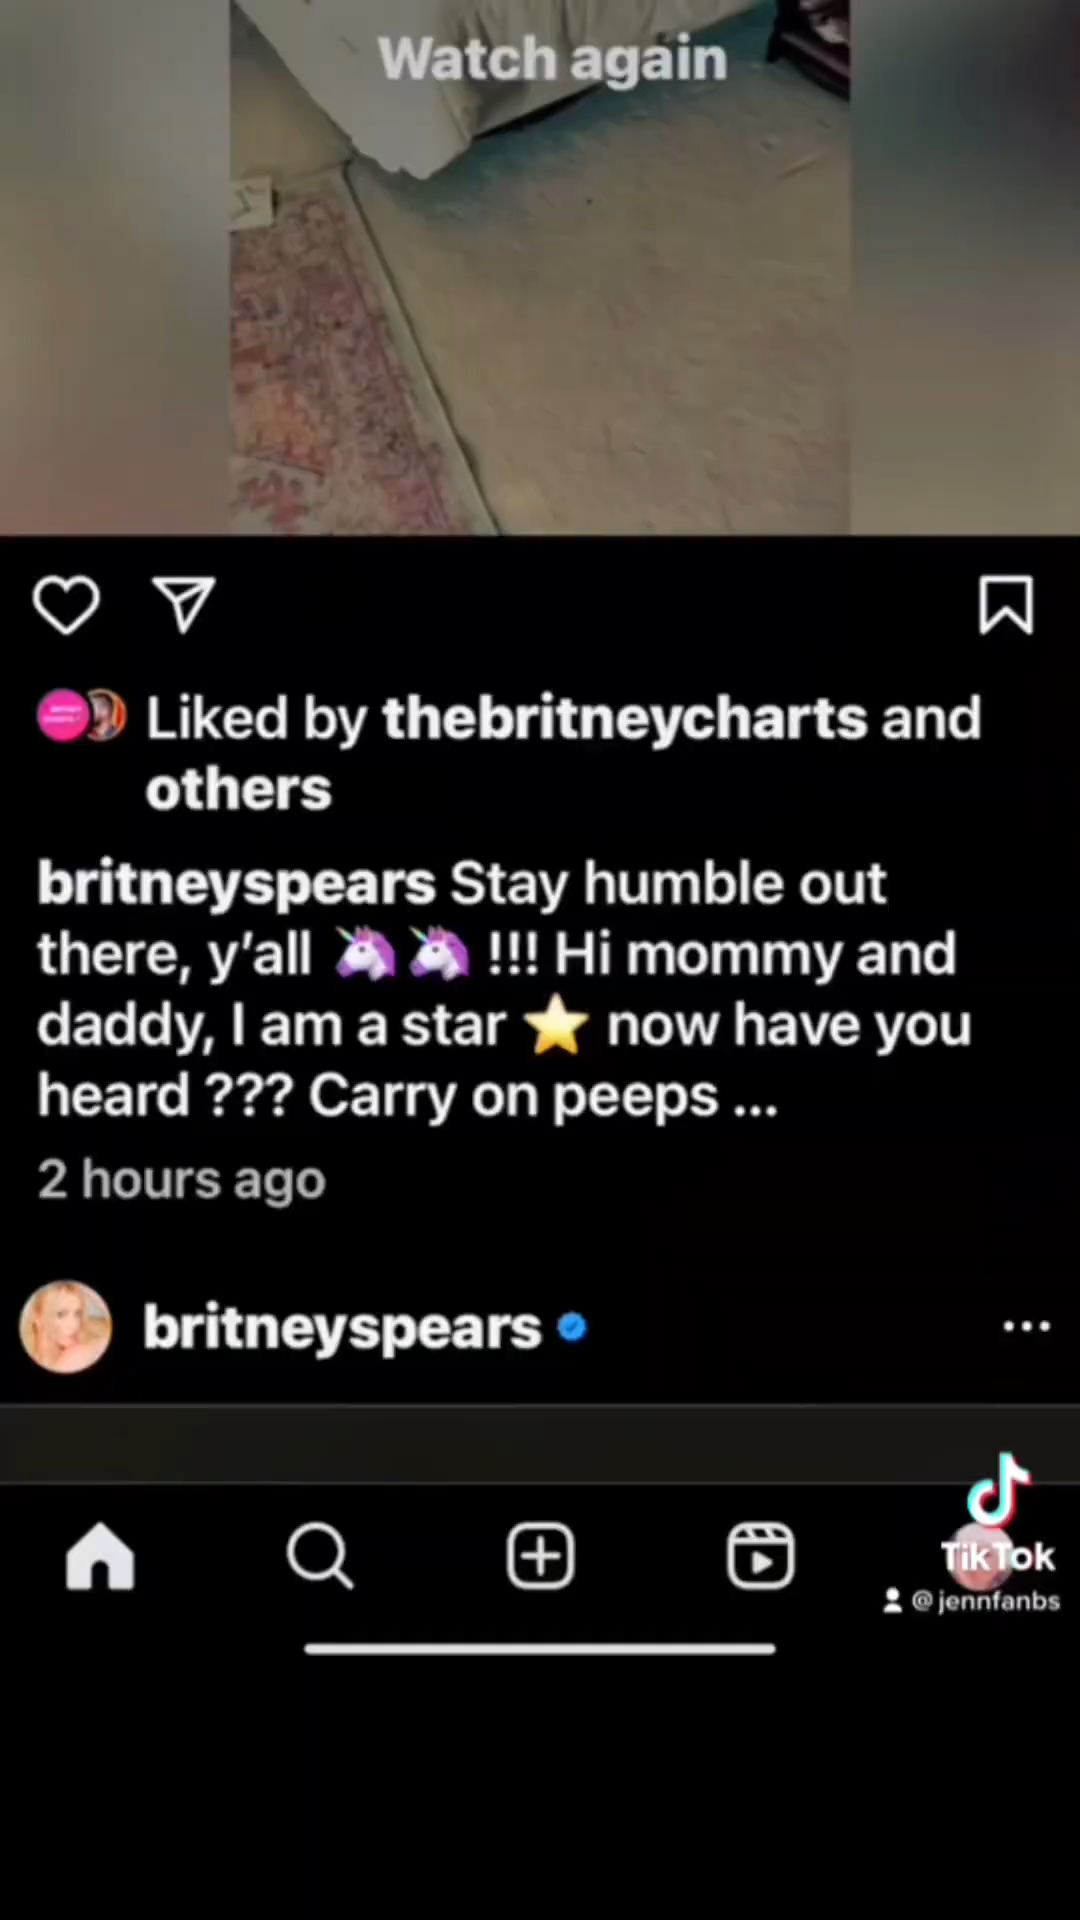 Watch again
Liked by thebritneycharts and
others
britneyspears Stay humble out
there, y’all 🦄🦄 !!! Hi mommy and
daddy, I am a star ⭐ now have you
heard ??? Carry on peeps ...
2 hours ago
britneyspears
TikTok
@jennfanbs